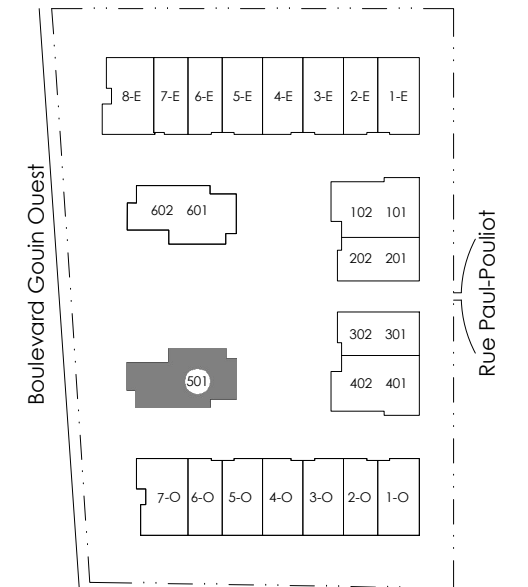 8-E 7-E 6-E 5-E 4-E 3-E 2-E 1-E
602 601
102 101
202 201
302 301
402 401
501
7-O 6-O 5-O 4-O 3-O 2-O 1-O
Boulevard Gouin Ouest
Rue Paul-Pouliot